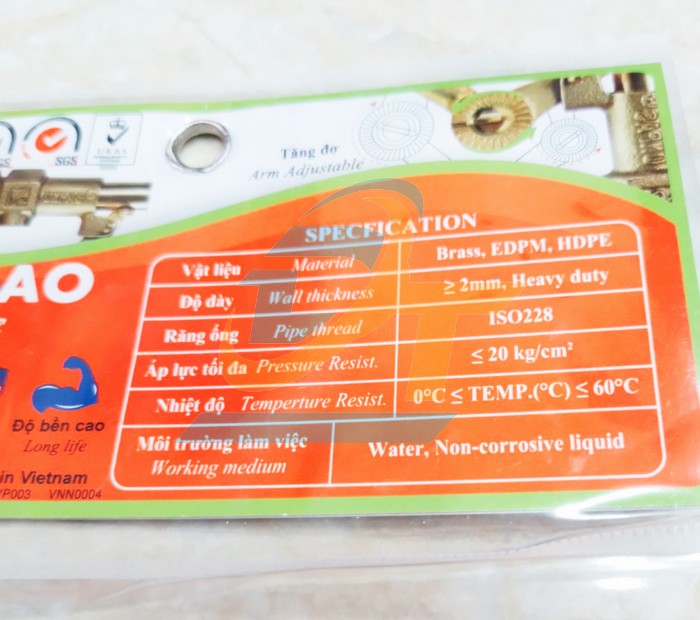 SGS
SGS
UKAS
Tăng đơ
Arm Adjustable
SPECFICATION
Vật liệu Material Brass, EDPM, HDPE
Độ dày Wall thickness ≥ 2mm, Heavy duty
Răng ống Pipe thread ISO228
Áp lực tối đa Pressure Resist. ≤ 20 kg/cm²
Nhiệt độ Temperture Resist. 0°C ≤ TEMP.(°C) ≤ 60°C
Môi trường làm việc
Working medium
Water, Non-corrosive liquid
AO
Độ bền cao
Long life
in Vietnam
YP003 VNN0004